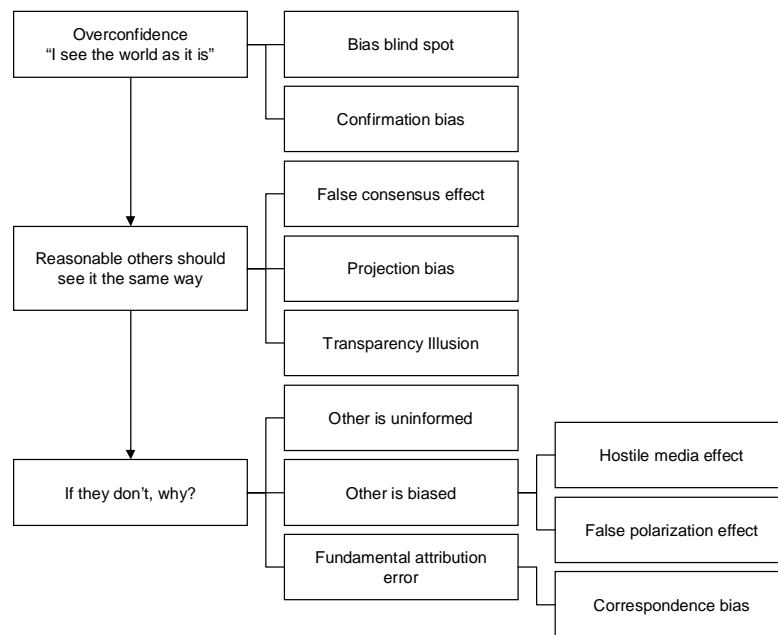 Overconfidence
“I see the world as it is”
Bias blind spot
Confirmation bias
False consensus effect
Reasonable others should
see it the same way
Projection bias
Transparency Illusion
Other is uninformed
Hostile media effect
If they don’t, why?
Other is biased
False polarization effect
Fundamental attribution
error
Correspondence bias